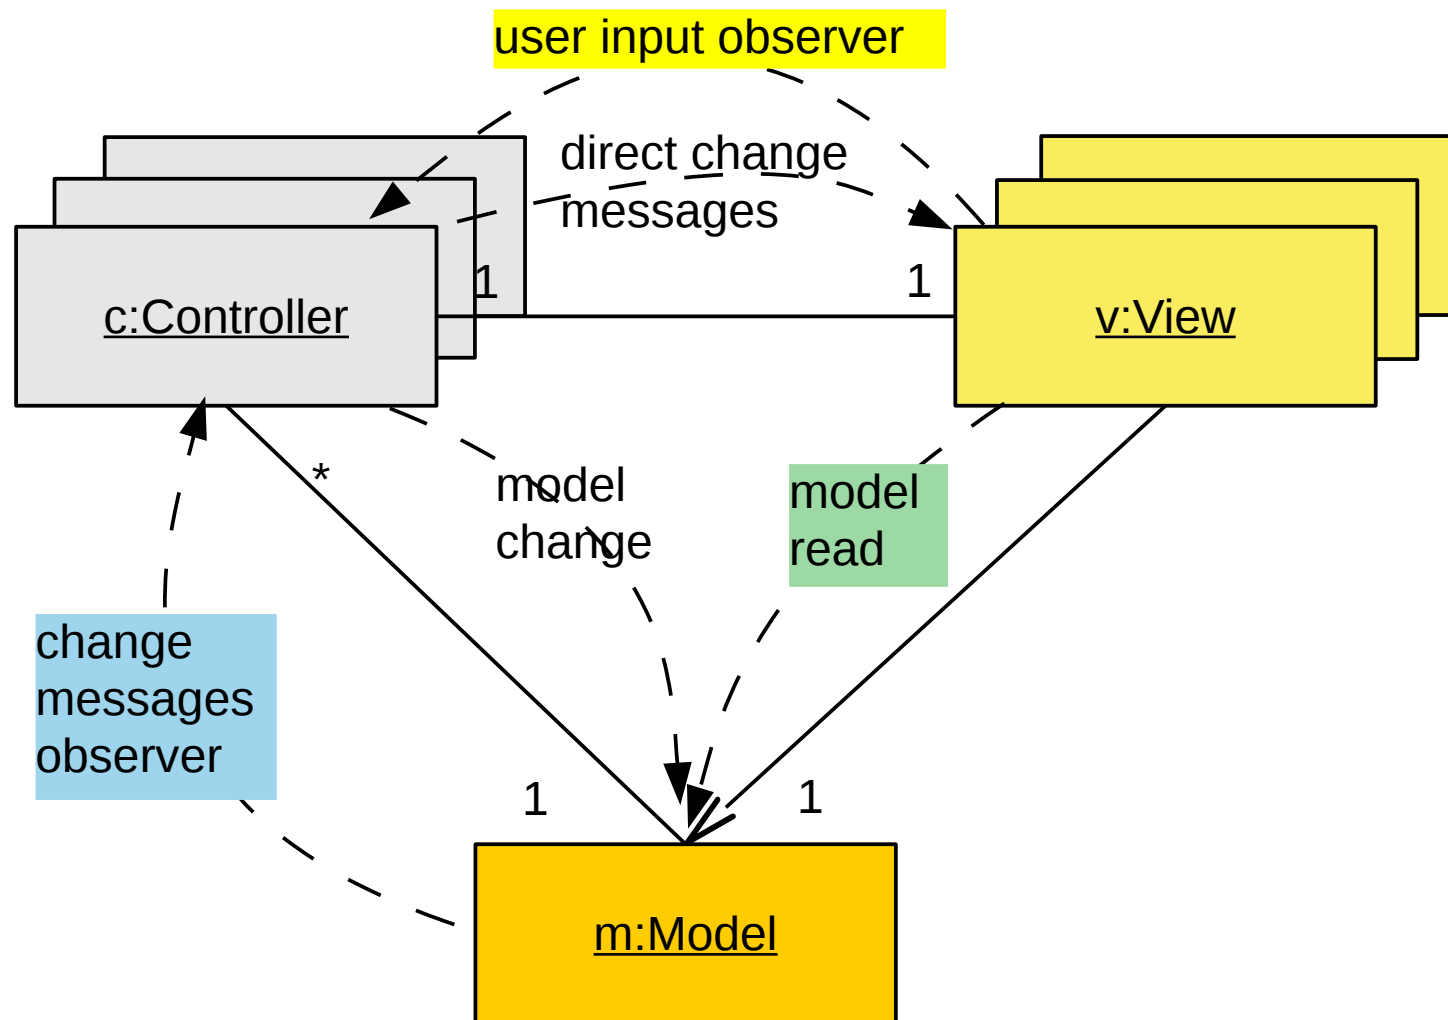 user input observer
direct change
messages
1
1
c:Controller
v:View
*
model
change
model
read
change
messages
observer
1
1
m:Model